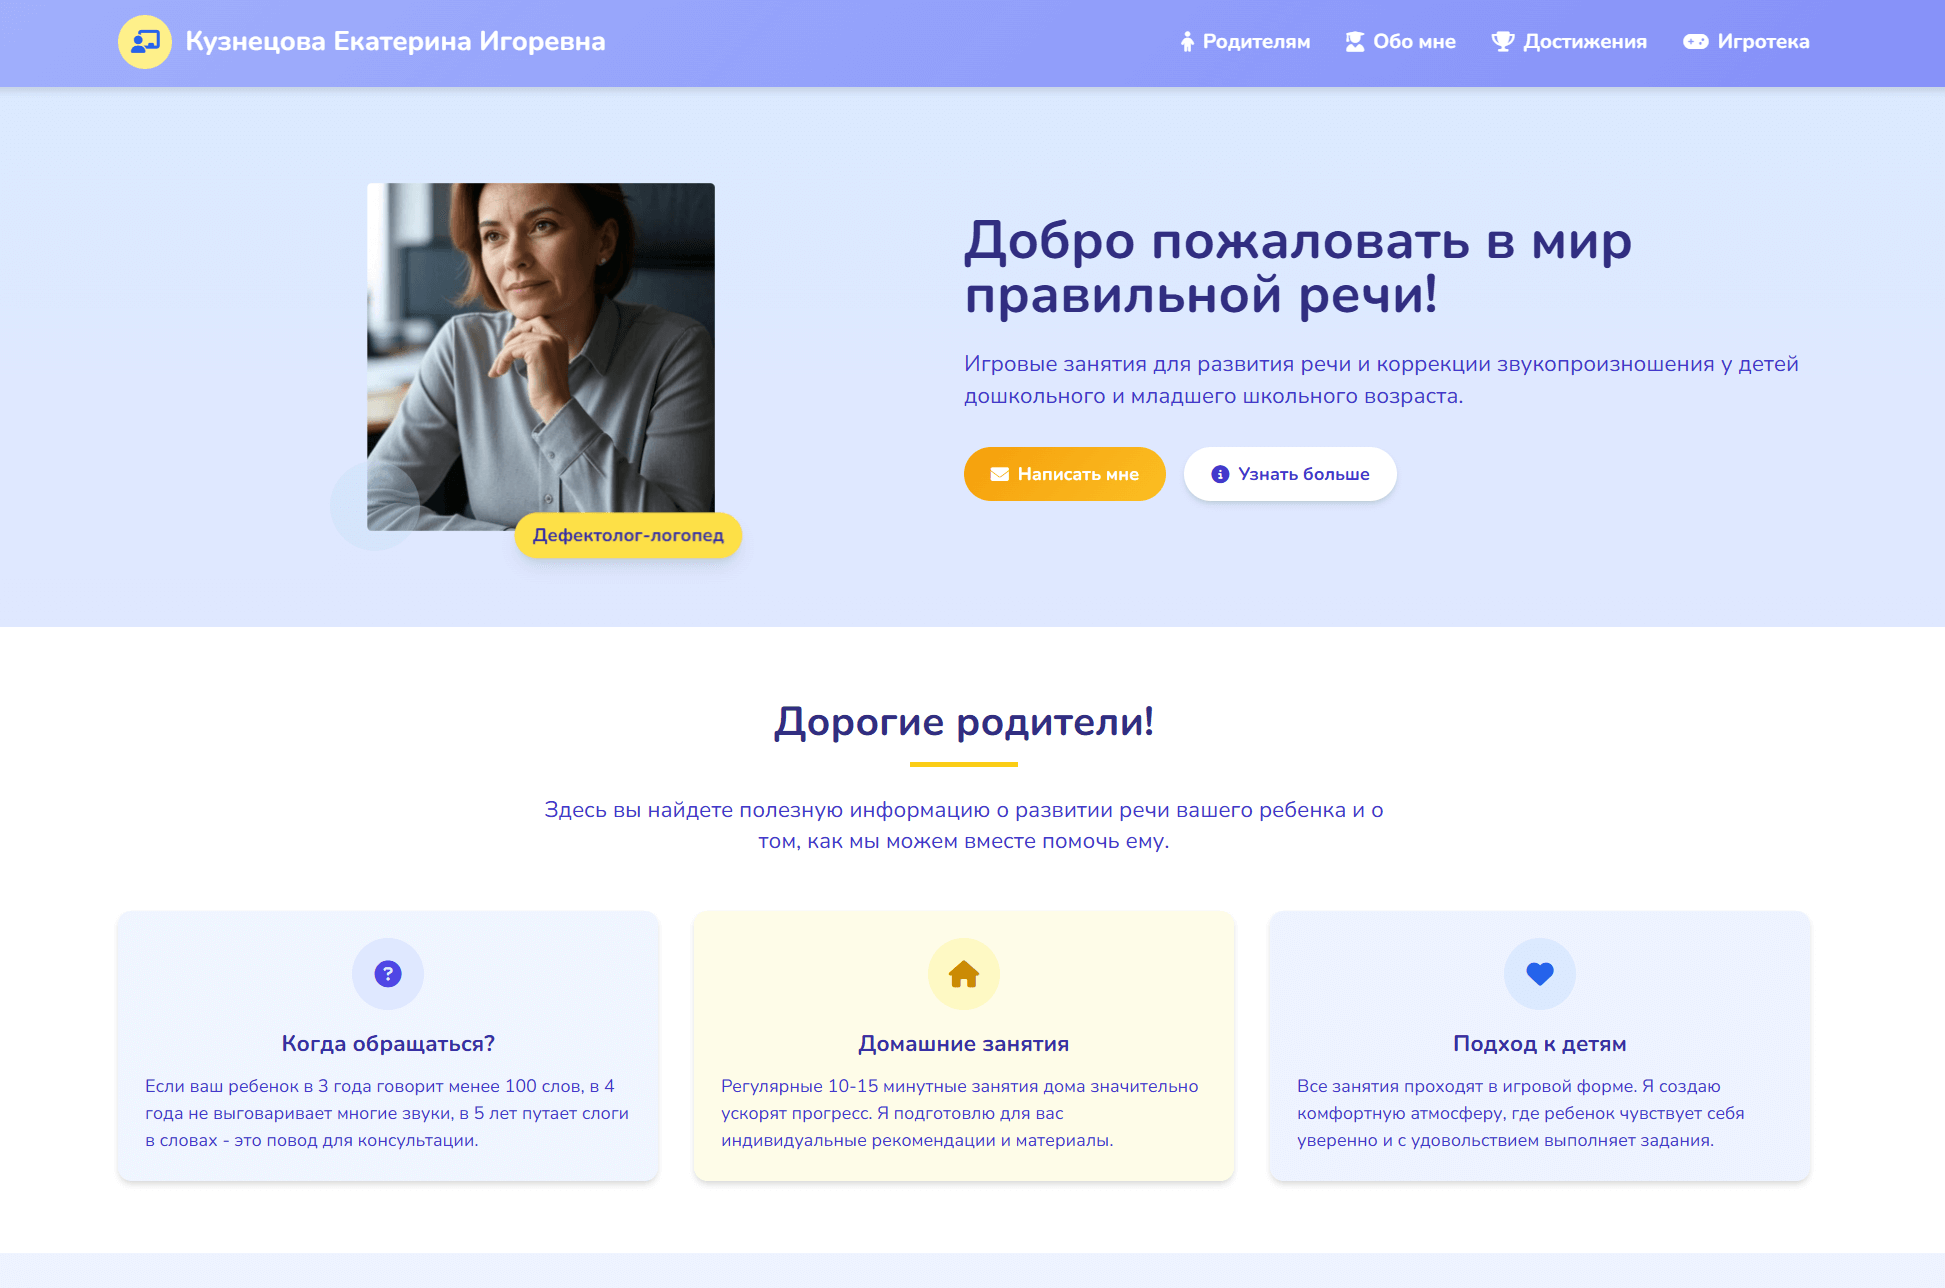 Кузнецова Екатерина Игоревна
Родителям
Обо мне
Достижения
Игротека
Добро пожаловать в мир
правильной речи!
Игровые занятия для развития речи и коррекции звукопроизношения у детей
дошкольного и младшего школьного возраста.
Написать мне
Узнать больше
Дефектолог-логопед
Дорогие родители!
Здесь вы найдете полезную информацию о развитии речи вашего ребенка и о
том, как мы можем вместе помочь ему.
Когда обращаться?
Если ваш ребенок в 3 года говорит менее 100 слов, в 4
года не выговаривает многие звуки, в 5 лет путает слоги
в словах - это повод для консультации.
Домашние занятия
Регулярные 10-15 минутные занятия дома значительно
ускорят прогресс. Я подготовлю для вас
индивидуальные рекомендации и материалы.
Подход к детям
Все занятия проходят в игровой форме. Я создаю
комфортную атмосферу, где ребенок чувствует себя
уверенно и с удовольствием выполняет задания.